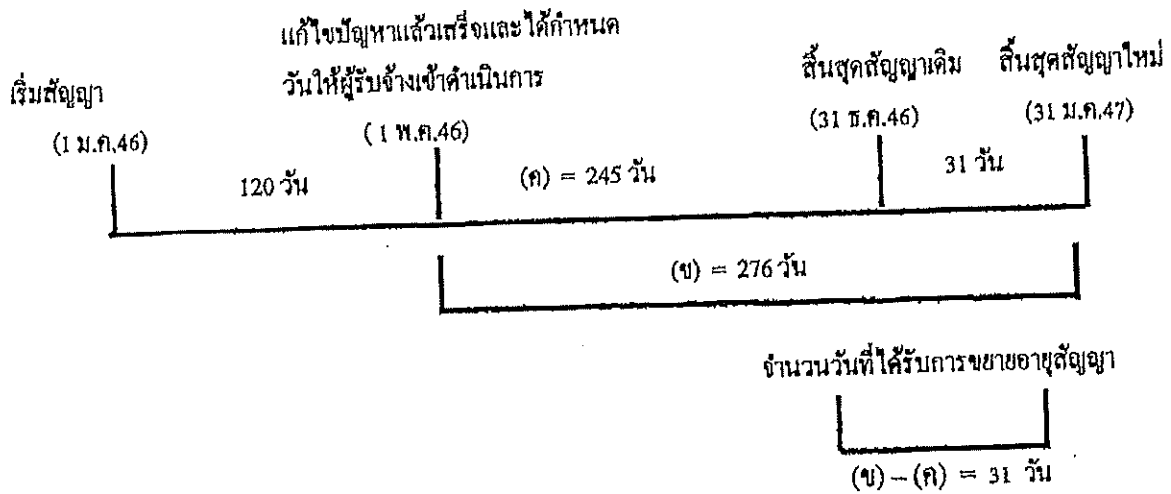 แก้ไขปัญหาแล้วเสร็จและได้กำหนด
วันให้ผู้รับจ้างเข้าดำเนินการ
เริ่มสัญญา
สิ้นสุดสัญญาเดิม
สิ้นสุดสัญญาใหม่
(1 ม.ค.46)
( 1 พ.ค.46)
(31 ธ.ค.46)
(31 ม.ค.47)
120 วัน
(ค) = 245 วัน
31 วัน
(ข) = 276 วัน
จำนวนวันที่ได้รับการขยายอายุสัญญา
(ข) – (ค) = 31 วัน